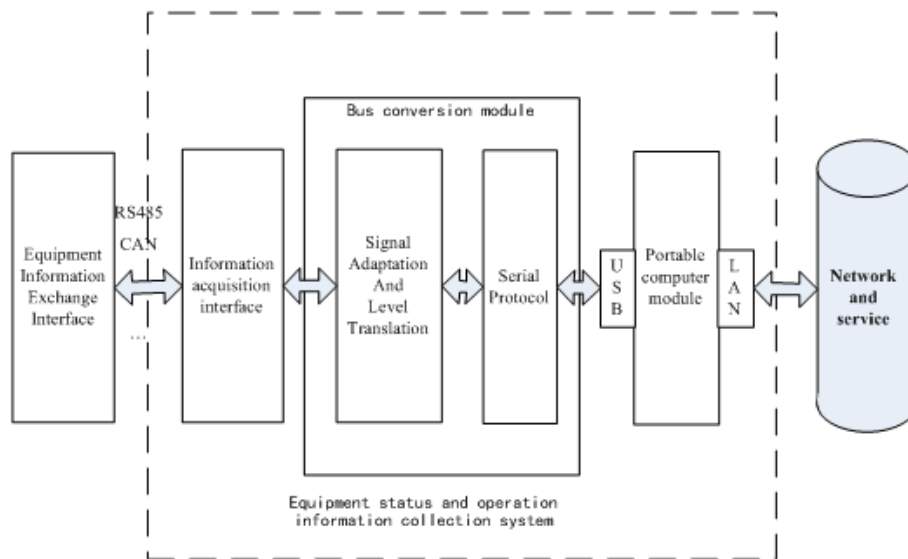 Bus conversion module
RS485
CAN
...
Equipment
Information
Exchange
Interface
Information
acquisition
interface
Signal
Adaptation
And
Level
Translation
Serial
Protocol
U
S
B
Portable
computer
module
L
A
N
Network
and
service
Equipment status and operation
information collection system